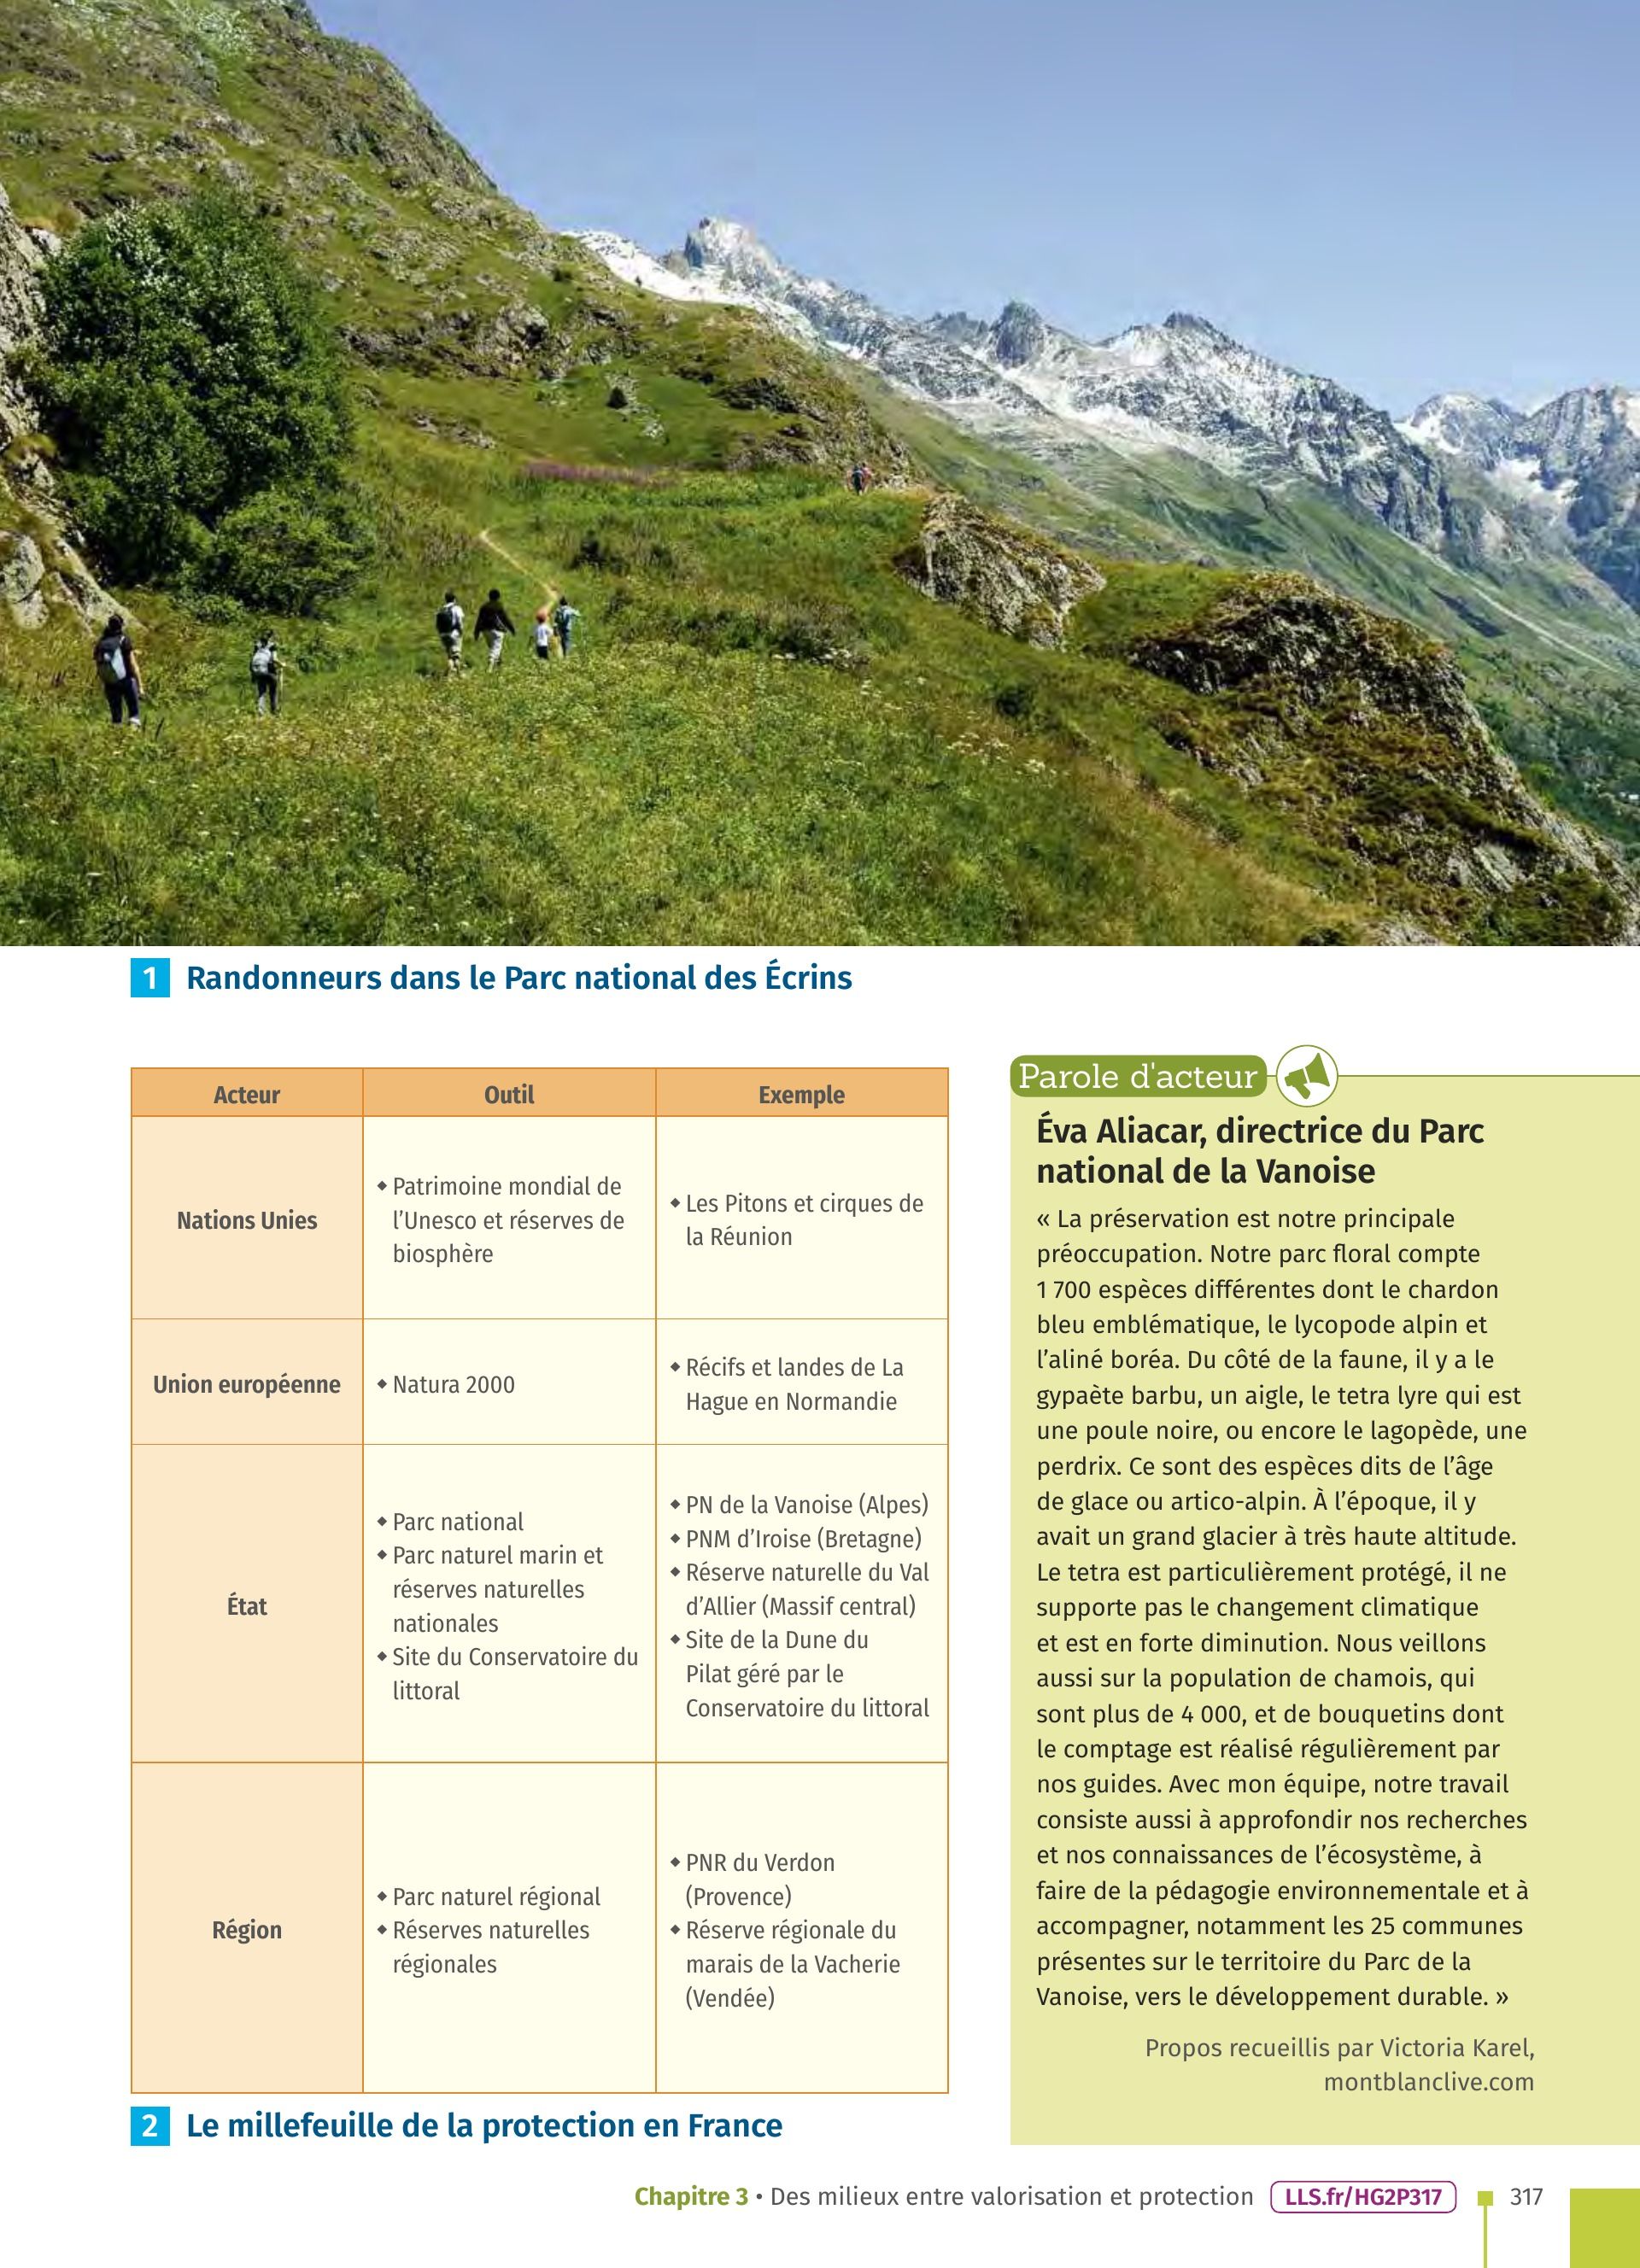 1 Randonneurs dans le Parc national des Écrins
Acteur
Outil
Exemple
Nations Unies
◆ Patrimoine mondial de
l'Unesco et réserves de
biosphère
◆ Les Pitons et cirques de
la Réunion
Union européenne
◆ Natura 2000
◆ Récifs et landes de La
Hague en Normandie
État
◆ Parc national
◆ Parc naturel marin et
réserves naturelles
nationales
◆ Site du Conservatoire du
littoral
◆ PN de la Vanoise (Alpes)
◆ PNM d'Iroise (Bretagne)
◆ Réserve naturelle du Val
d'Allier (Massif central)
◆ Site de la Dune du
Pilat géré par le
Conservatoire du littoral
Région
◆ Parc naturel régional
◆ Réserves naturelles
régionales
◆ PNR du Verdon
(Provence)
◆ Réserve régionale du
marais de la Vacherie
(Vendée)
2 Le millefeuille de la protection en France
Parole d'acteur
Éva Aliacar, directrice du Parc
national de la Vanoise
« La préservation est notre principale
préoccupation. Notre parc floral compte
1 700 espèces différentes dont le chardon
bleu emblématique, le lycopode alpin et
l'aliné boréa. Du côté de la faune, il y a le
gypaète barbu, un aigle, le tetra lyre qui est
une poule noire, ou encore le lagopède, une
perdrix. Ce sont des espèces dits de l'âge
de glace ou artico-alpin. À l'époque, il y
avait un grand glacier à très haute altitude.
Le tetra est particulièrement protégé, il ne
supporte pas le changement climatique
et est en forte diminution. Nous veillons
aussi sur la population de chamois, qui
sont plus de 4 000, et de bouquetins dont
le comptage est réalisé régulièrement par
nos guides. Avec mon équipe, notre travail
consiste aussi à approfondir nos recherches
et nos connaissances de l'écosystème, à
faire de la pédagogie environnementale et à
accompagner, notamment les 25 communes
présentes sur le territoire du Parc de la
Vanoise, vers le développement durable. »
Propos recueillis par Victoria Karel,
montblanclive.com
Chapitre 3 • Des milieux entre valorisation et protection LLS.fr/HG2P317 317